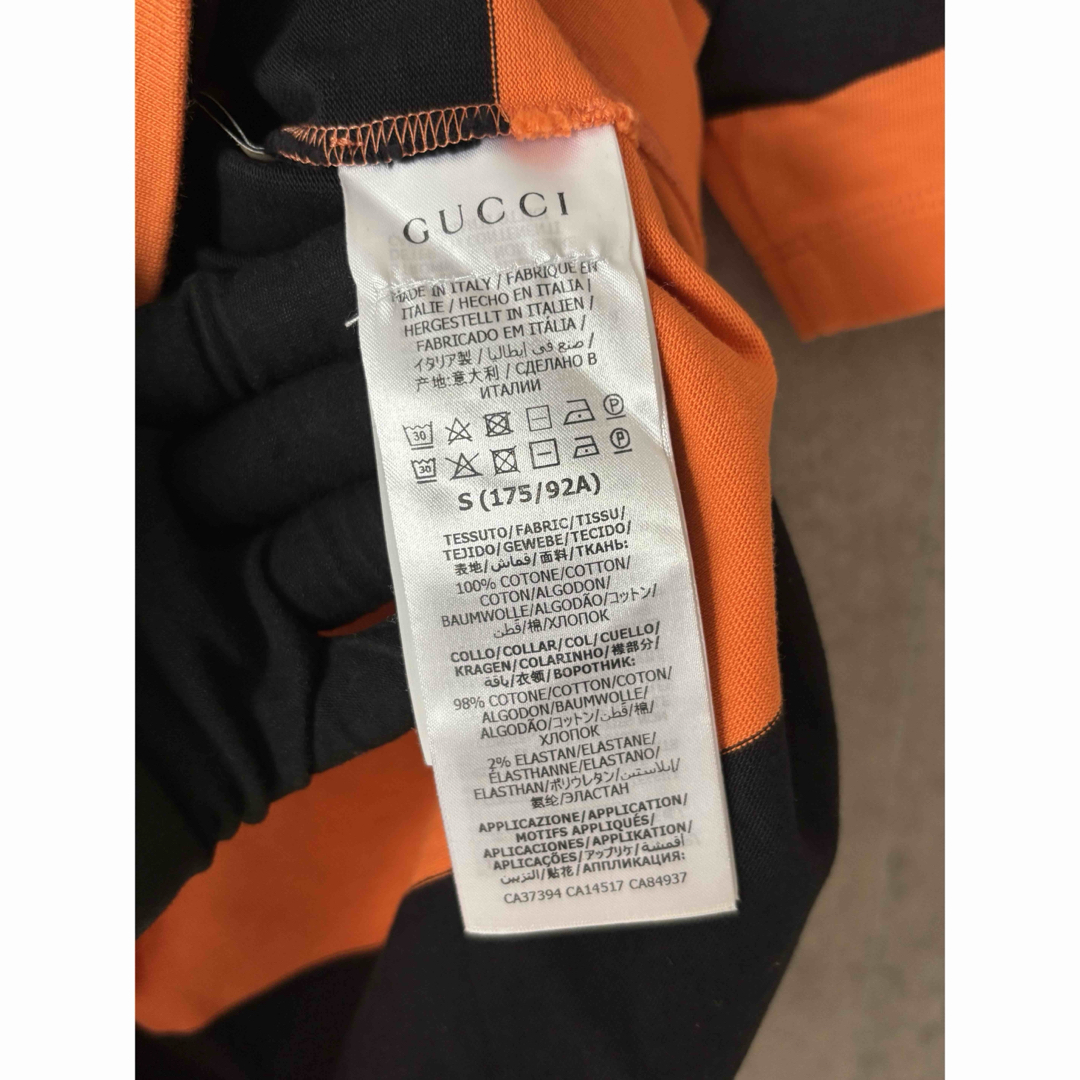 GUCCI
MADE IN ITALY / FABRIQUÉ EN
ITALIE / HECHO EN ITALIA |
HERGESTELLT IN ITALIEN /
FABRICADO EM ITÁLIA /
イタリア製 / صنع في إيطاليا /
产地:意大利 / СДЕЛАНО В
ИТАЛИИ
30 P
30 P
S (175/92A)
TESSUTO/FABRIC/TISSU/
TEJIDO/GEWEBE/TECIDO/
表地/قماش/面料/ТКАНЬ:
100% COTONE/COTTON/
COTON/ALGODON/
BAUMWOLLE/ALGODÃO/コットン/
قطن/棉/ХЛОПОК
COLLO/COLLAR/COL/CUELLO/
KRAGEN/COLARINHO/襟部分/
ياقة/衣领/ВОРОТНИК:
98% COTONE/COTTON/COTON/
ALGODON/BAUMWOLLE/
ALGODÃO/コットン/قطن/棉/
ХЛОПОК
2% ELASTAN/ELASTANE/
ÉLASTHANNE/ELASTANO/
ELASTHAN/ポリウレタン/إيلاستين/
氨纶/ЭЛАСТАН
APPLICAZIONE/APPLICATION/
MOTIFS APPLIQUÉS/
APLICACIONES/APPLIKATION/
APLICAÇÕES/アップリケ/أقمشة
التزيين/贴花/АППЛИКАЦИЯ:
CA37394 CA14517 CA84937